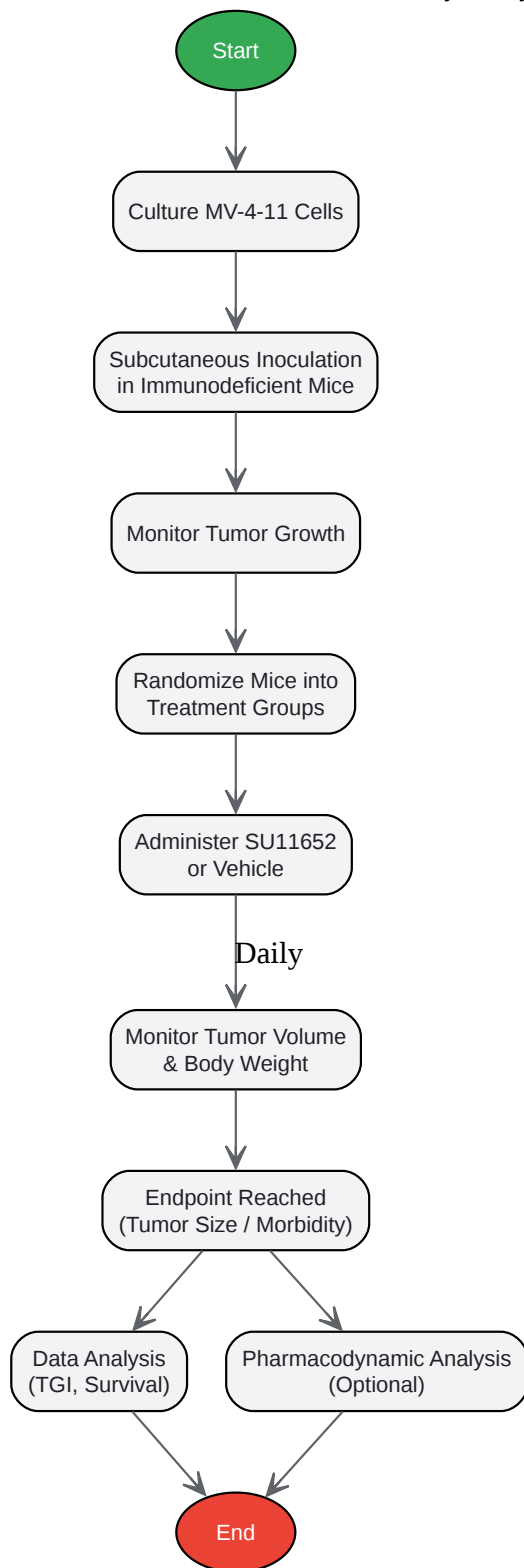 Start
Culture MV-4-11 Cells
Subcutaneous Inoculation
in Immunodeficient Mice
Monitor Tumor Growth
Randomize Mice into
Treatment Groups
Administer SU11652
or Vehicle
Daily
Monitor Tumor Volume
& Body Weight
Endpoint Reached
(Tumor Size / Morbidity)
Data Analysis
(TGI, Survival)
Pharmacodynamic Analysis
(Optional)
End